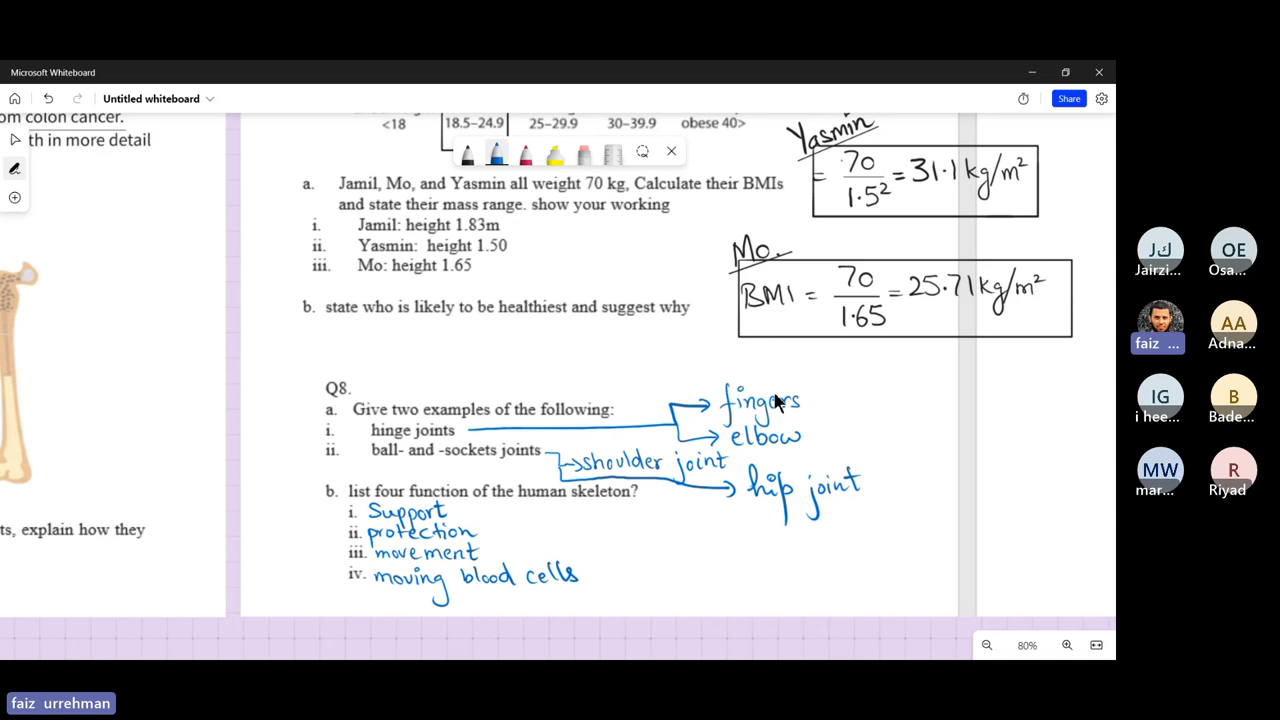 Microsoft Whiteboard
Untitled whiteboard
Share
om colon cancer.
th in more detail
<18 18.5–24.9 25–29.9 30–39.9 obese 40>
Yasmin
= 70 / 1.5² = 31.1 kg/m²
a. Jamil, Mo, and Yasmin all weight 70 kg, Calculate their BMIs
and state their mass range. show your working
i. Jamil: height 1.83m
ii. Yasmin: height 1.50
iii. Mo: height 1.65
Mo.
BMI = 70 / 1.65 = 25.71 kg/m²
b. state who is likely to be healthiest and suggest why
Q8.
a. Give two examples of the following:
i. hinge joints
fingers
elbow
ii. ball- and -sockets joints
shoulder joint
hip joint
b. list four function of the human skeleton?
i. Support
ii. protection
iii. movement
iv. moving blood cells
ts, explain how they
80%
كJ
Jairzi...
OE
Osa...
faiz ...
AA
Adna...
IG
i hee...
B
Bade...
MW
mar...
R
Riyad
faiz urrehman